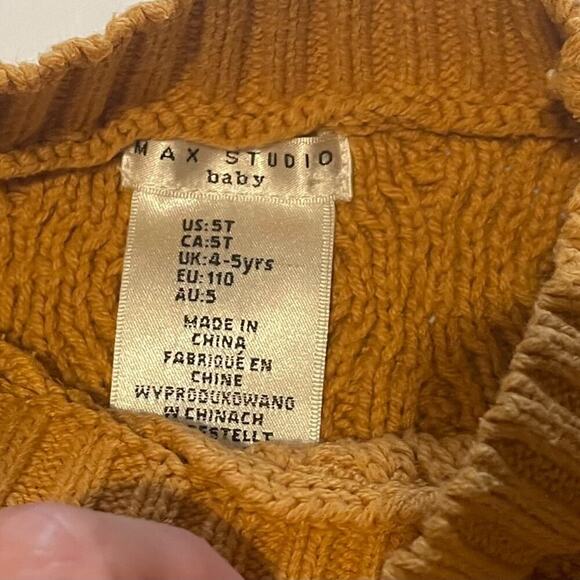 MAX STUDIO
baby
US:5T
CA:5T
UK:4-5yrs
EU:110
AU:5
MADE IN
CHINA
FABRIQUÉ EN
CHINE
WYPRODUKOWANO
W CHINACH